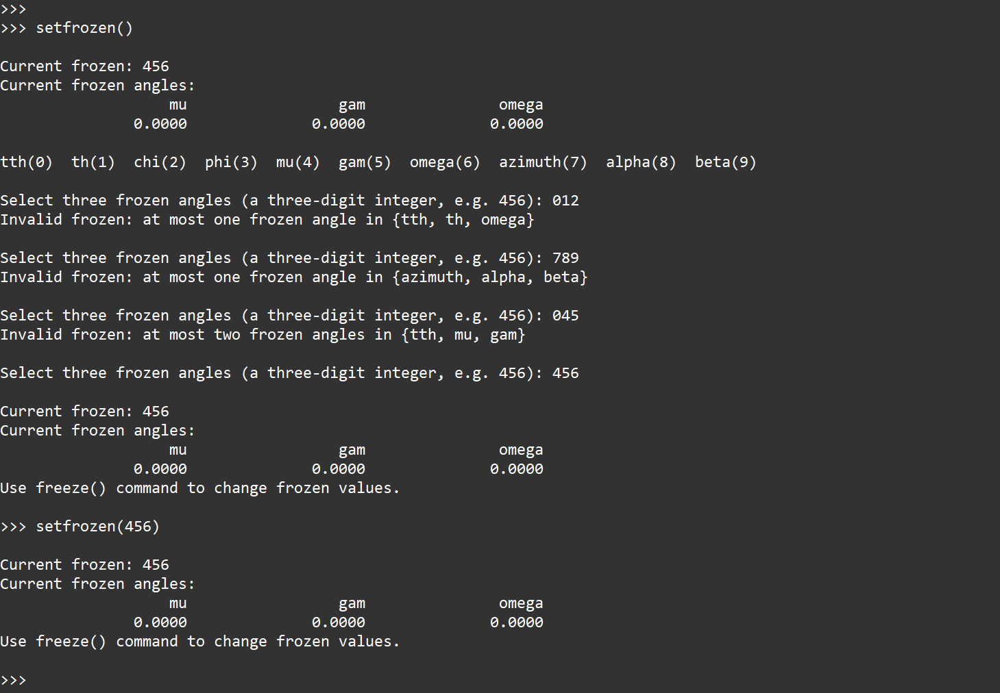 >>>
>>> setfrozen()
Current frozen: 456
Current frozen angles:
mu gam omega
0.0000 0.0000 0.0000
tth(0) th(1) chi(2) phi(3) mu(4) gam(5) omega(6) azimuth(7) alpha(8) beta(9)
Select three frozen angles (a three-digit integer, e.g. 456): 012
Invalid frozen: at most one frozen angle in {tth, th, omega}
Select three frozen angles (a three-digit integer, e.g. 456): 789
Invalid frozen: at most one frozen angle in {azimuth, alpha, beta}
Select three frozen angles (a three-digit integer, e.g. 456): 045
Invalid frozen: at most two frozen angles in {tth, mu, gam}
Select three frozen angles (a three-digit integer, e.g. 456): 456
Current frozen: 456
Current frozen angles:
mu gam omega
0.0000 0.0000 0.0000
Use freeze() command to change frozen values.
>>> setfrozen(456)
Current frozen: 456
Current frozen angles:
mu gam omega
0.0000 0.0000 0.0000
Use freeze() command to change frozen values.
>>>